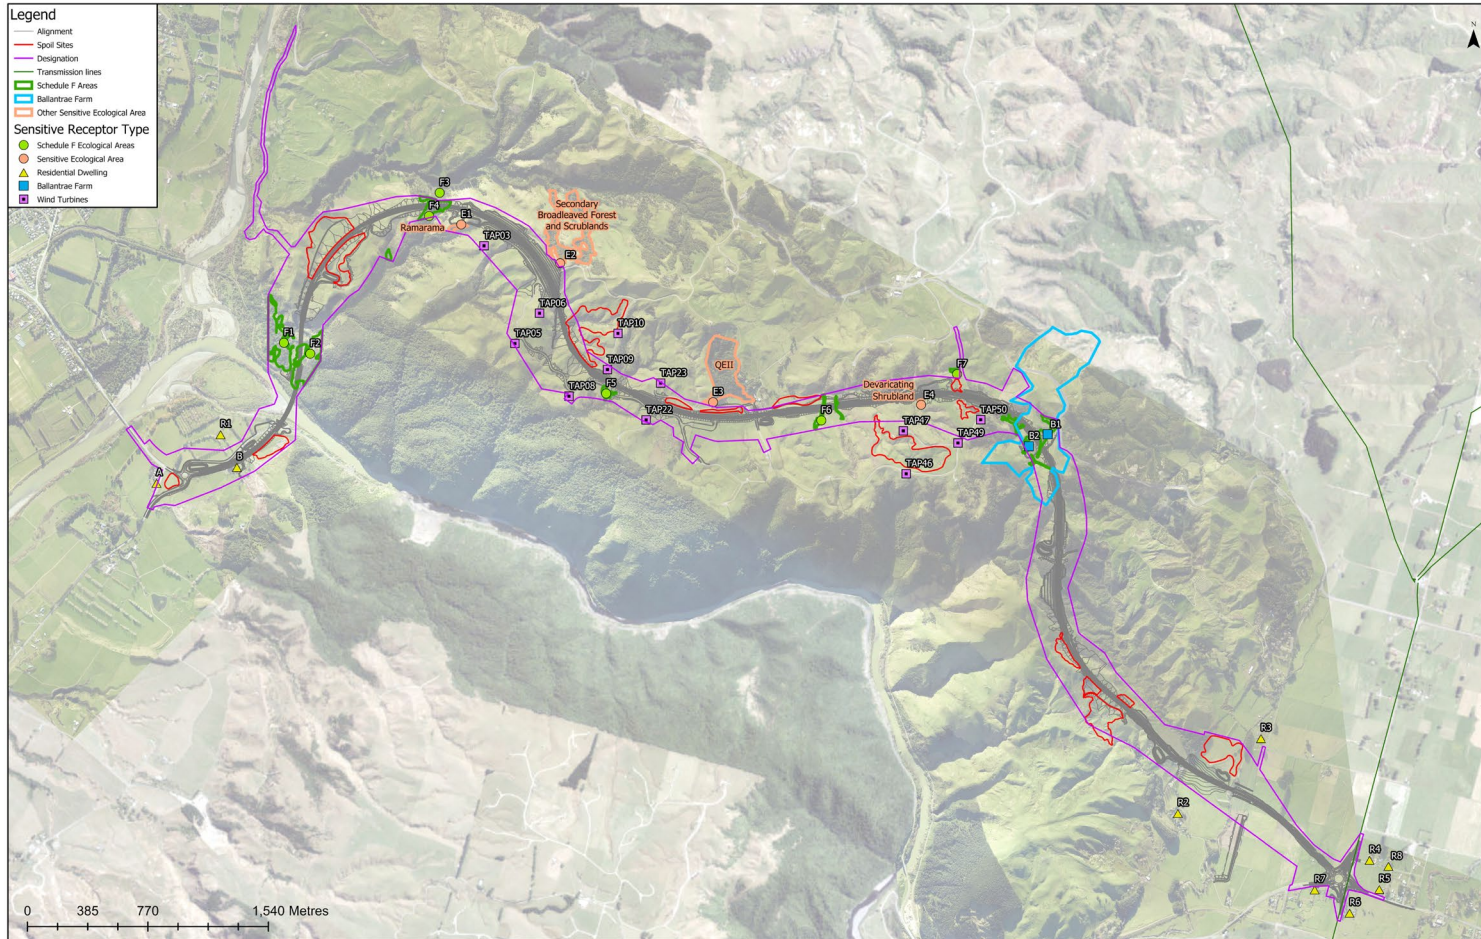 Legend
Alignment
Spoil Sites
Designation
Transmission lines
Schedule F Areas
Ballantrae Farm
Other Sensitive Ecological Area
Sensitive Receptor Type
Schedule F Ecological Areas
Sensitive Ecological Area
Residential Dwelling
Ballantrae Farm
Wind Turbines
N
F3
F4
E1
Ramarama
TAP03
Secondary
Broadleaved Forest
and Scrublands
E2
TAP06
TAP10
TAP05
F1
F2
TAP09
QEII
F7
TAP23
TAP08
F5
E3
Devaricating
Shrubland
E4
TAP22
F6
TAP47
TAP50
B1
R1
TAP49
B2
TAP46
A
B
R3
R2
R4
R8
R7
R5
R6
0 385 770 1,540 Metres